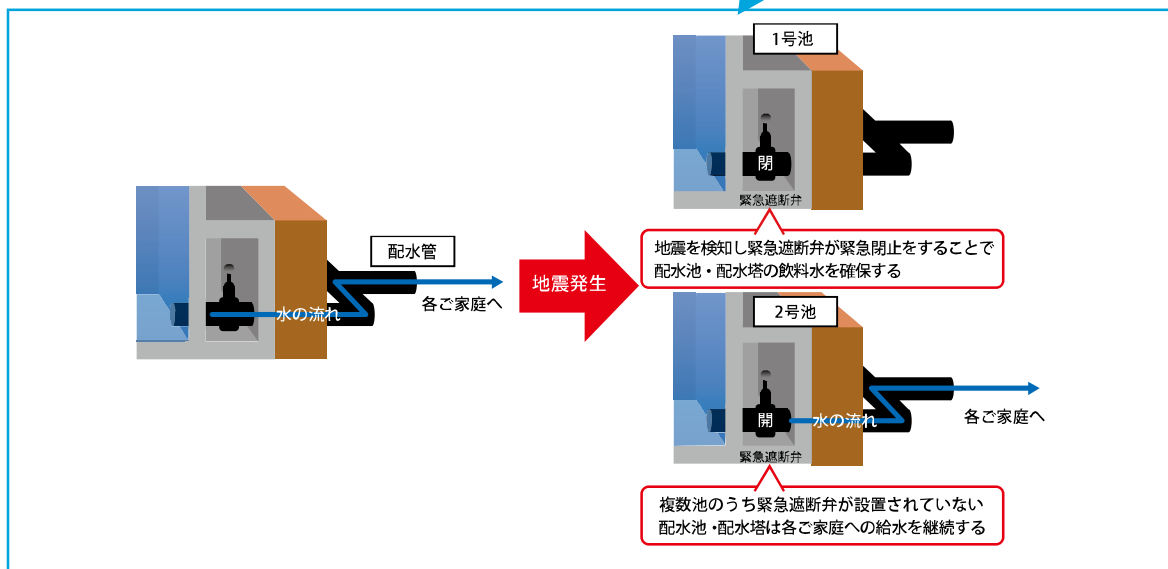 配水管
水の流れ
各ご家庭へ
地震発生
1号池
閉
緊急遮断弁
地震を検知し緊急遮断弁が緊急閉止をすることで
配水池・配水塔の飲料水を確保する
2号池
開
水の流れ
各ご家庭へ
緊急遮断弁
複数池のうち緊急遮断弁が設置されていない
配水池・配水塔は各ご家庭への給水を継続する